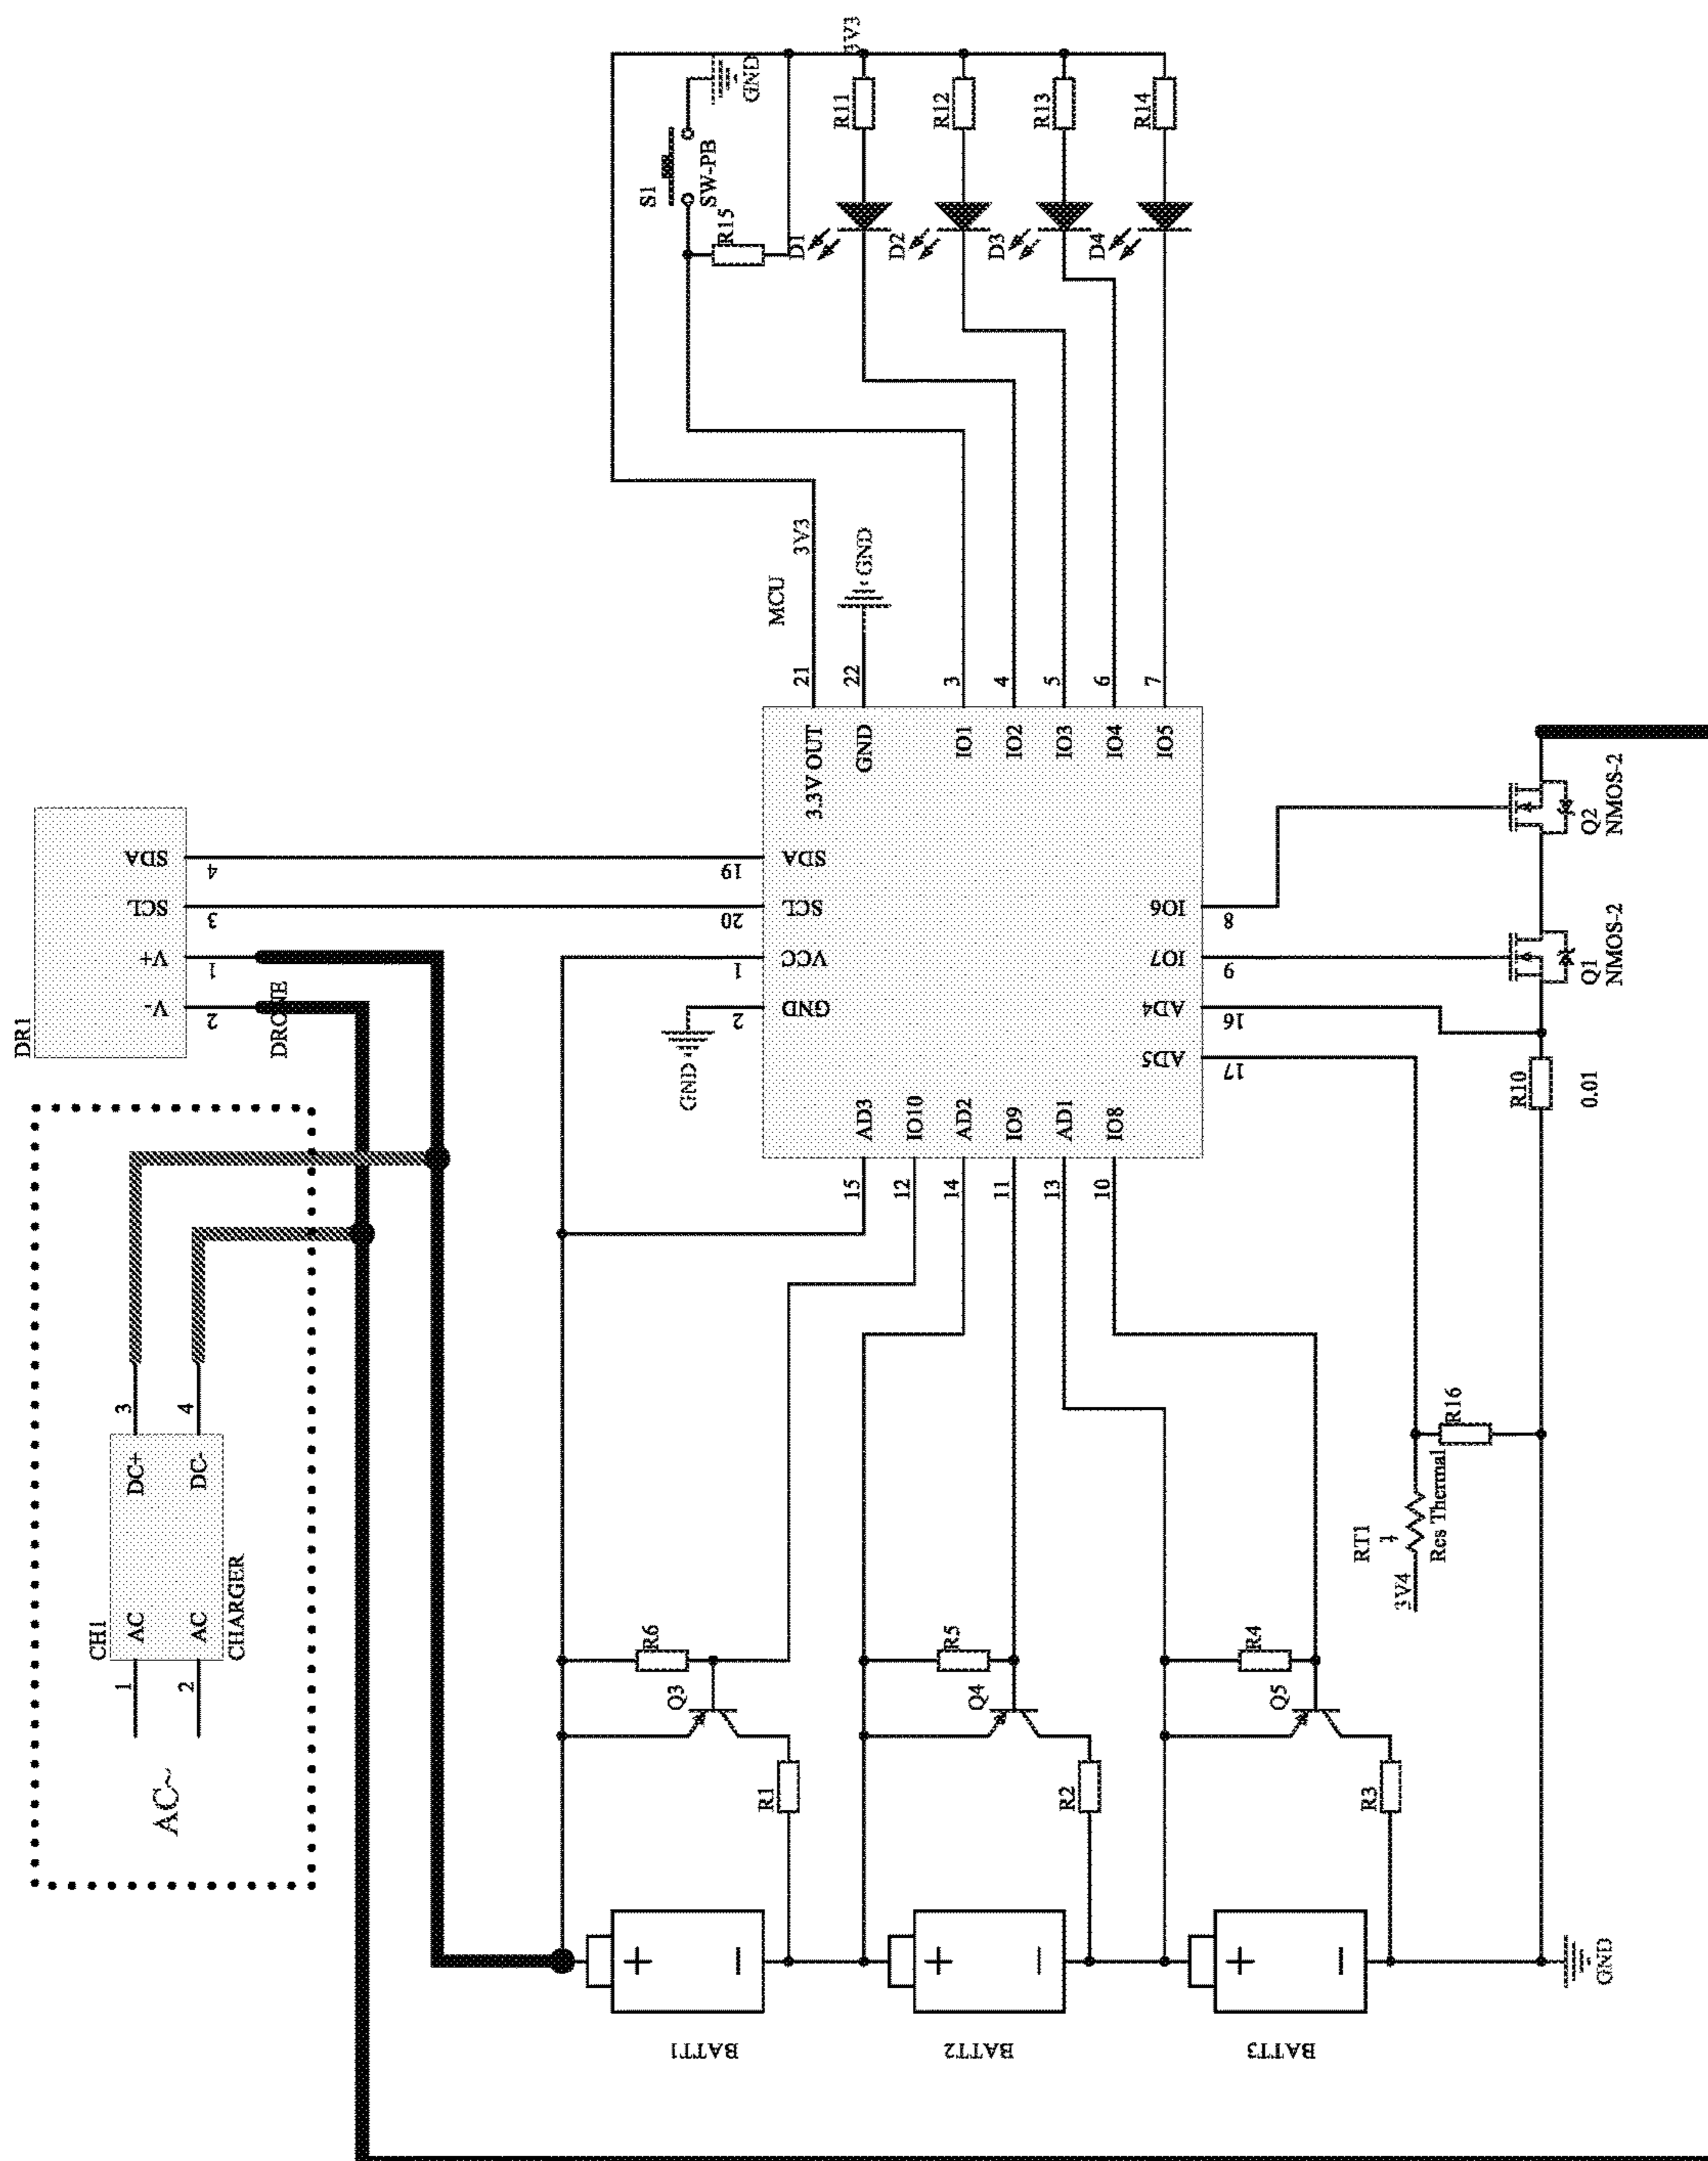 DR1
V-
V+
SCL
SDA
2
1
3
4
DRONE
CH1
AC
AC
DC+
DC-
1
2
3
4
CHARGER
AC~
MCU
SDA
SCL
VCC
GND
19
20
1
2
GND
3.3V OUT
GND
IO1
IO2
IO3
IO4
IO5
21
22
3
4
5
6
7
3V3
GND
S1
SW-PB
GND
R15
3V3
R11
R12
R13
R14
D1
D2
D3
D4
AD3
IO10
AD2
IO9
AD1
IO8
15
12
14
11
13
10
IO6
IO7
AD4
AD5
8
9
16
17
Q2
NMOS-2
Q1
NMOS-2
R10
0.01
R16
RT1
Res Thermal
3V4
R6
Q3
R1
R5
Q4
R2
R4
Q5
R3
+
-
+
-
+
-
BATT1
BATT2
BATT3
GND